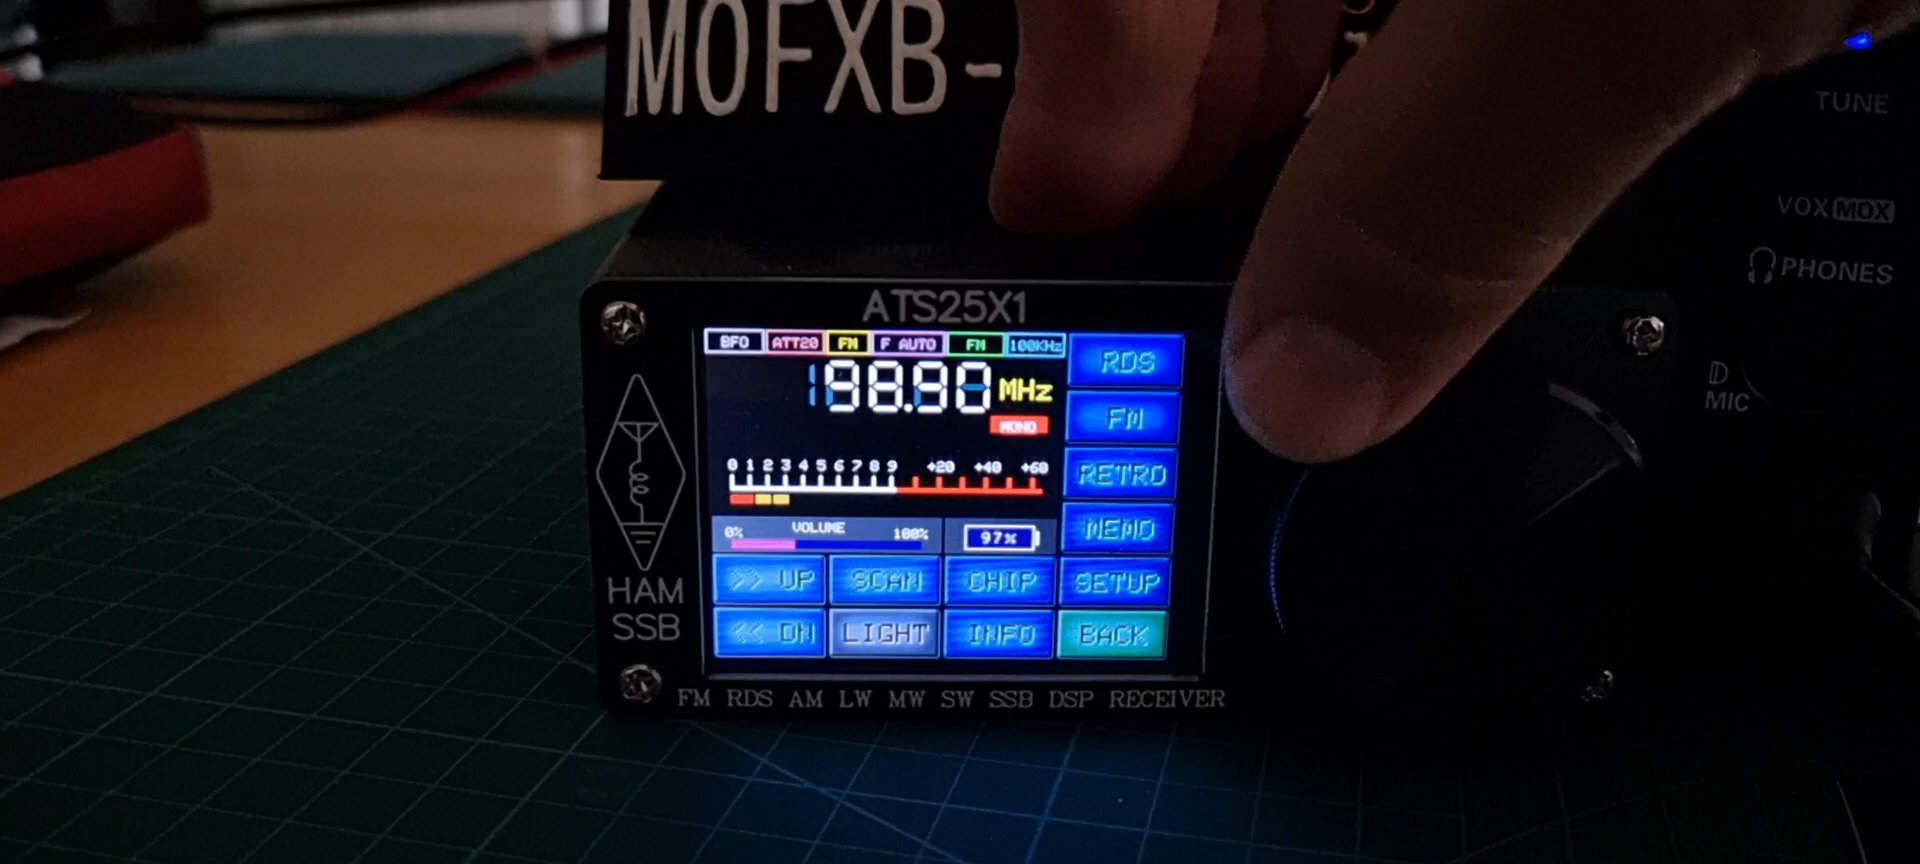 M0FXB-
TUNE
VOX MOX
PHONES
MIC
ATS25X1
BFO ATT20 FM F AUTO FM 100KHz
98.90 MHz
MONO
0 1 2 3 4 5 6 7 8 9 +20 +40 +60
0% VOLUME 100%
97%
RDS
FM
RETRO
MEMO
>> UP SCAN CHIP SETUP
<< DN LIGHT INFO BACK
HAM
SSB
FM RDS AM LW MW SW SSB DSP RECEIVER